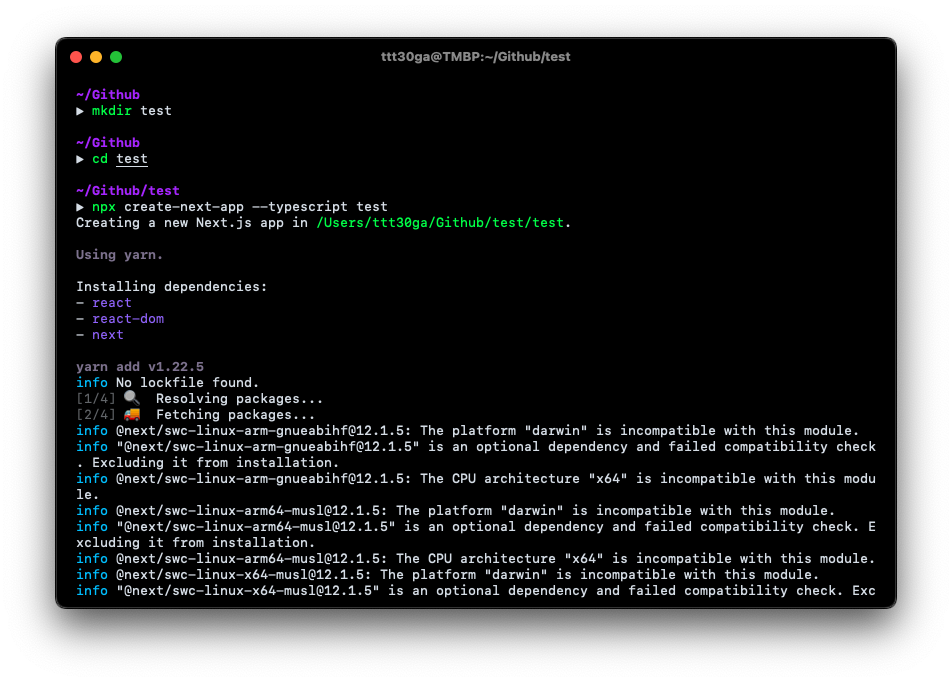 ttt30ga@TMBP:~/Github/test
~/Github
▶ mkdir test
~/Github
▶ cd test
~/Github/test
▶ npx create-next-app --typescript test
Creating a new Next.js app in /Users/ttt30ga/Github/test/test.
Using yarn.
Installing dependencies:
- react
- react-dom
- next
yarn add v1.22.5
info No lockfile found.
[1/4] 🔍 Resolving packages...
[2/4] 🚚 Fetching packages...
info @next/swc-linux-arm-gnueabihf@12.1.5: The platform "darwin" is incompatible with this module.
info "@next/swc-linux-arm-gnueabihf@12.1.5" is an optional dependency and failed compatibility check
. Excluding it from installation.
info @next/swc-linux-arm-gnueabihf@12.1.5: The CPU architecture "x64" is incompatible with this modu
le.
info @next/swc-linux-arm64-musl@12.1.5: The platform "darwin" is incompatible with this module.
info "@next/swc-linux-arm64-musl@12.1.5" is an optional dependency and failed compatibility check. E
xcluding it from installation.
info @next/swc-linux-arm64-musl@12.1.5: The CPU architecture "x64" is incompatible with this module.
info @next/swc-linux-x64-musl@12.1.5: The platform "darwin" is incompatible with this module.
info "@next/swc-linux-x64-musl@12.1.5" is an optional dependency and failed compatibility check. Exc